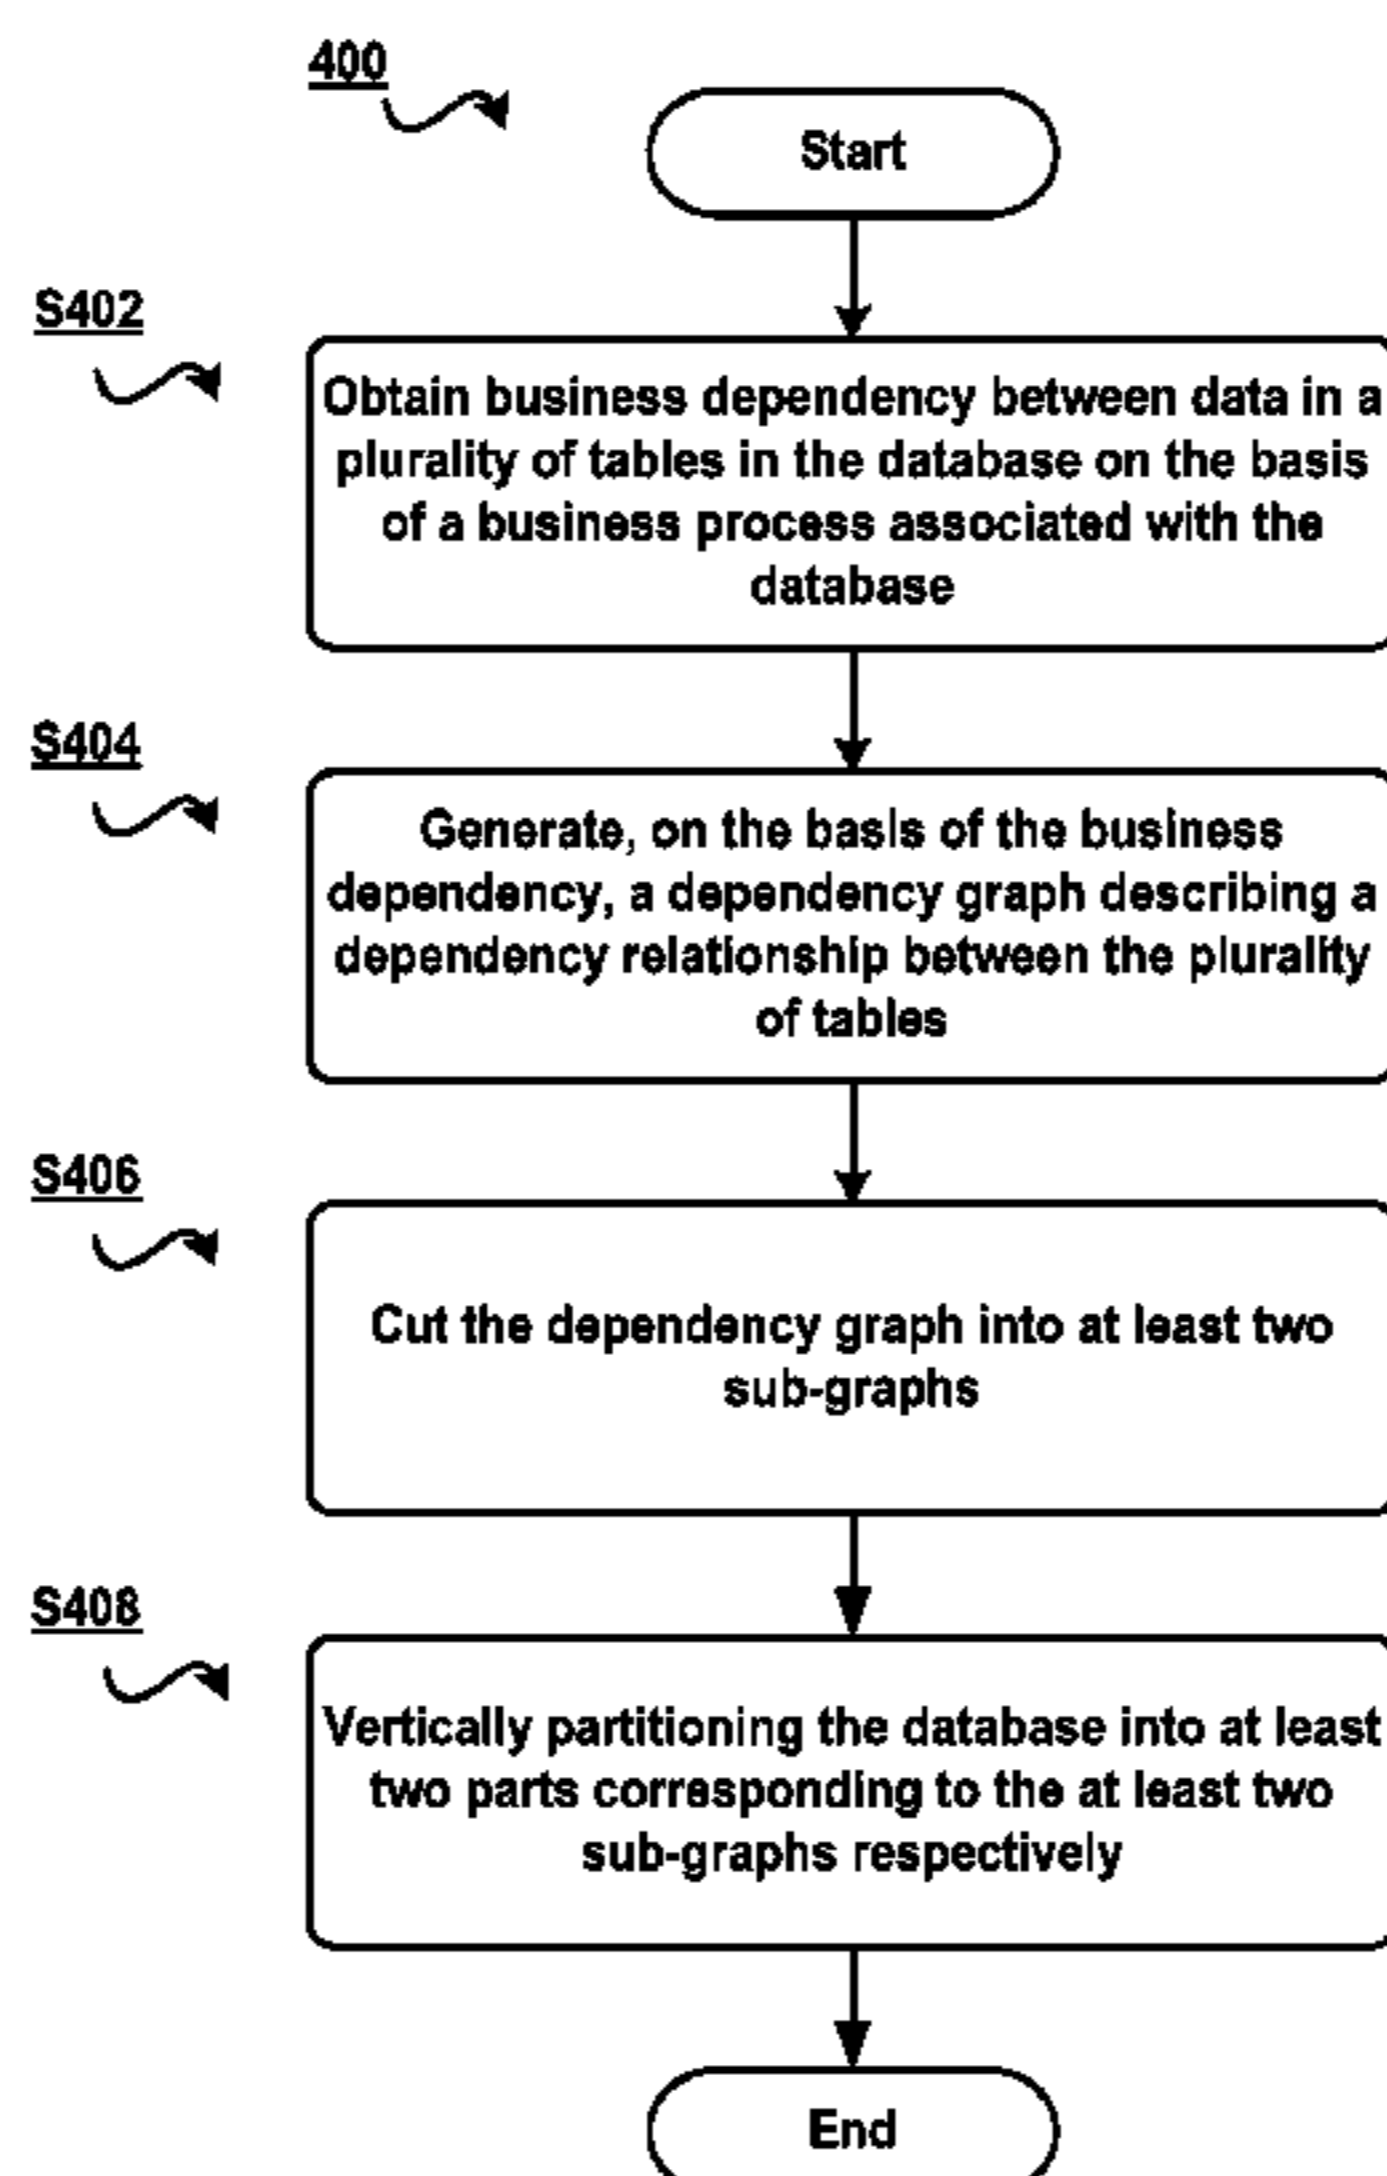 400
Start
S402
Obtain business dependency between data in a
plurality of tables in the database on the basis
of a business process associated with the
database
S404
Generate, on the basis of the business
dependency, a dependency graph describing a
dependency relationship between the plurality
of tables
S406
Cut the dependency graph into at least two
sub-graphs
S408
Vertically partitioning the database into at least
two parts corresponding to the at least two
sub-graphs respectively
End